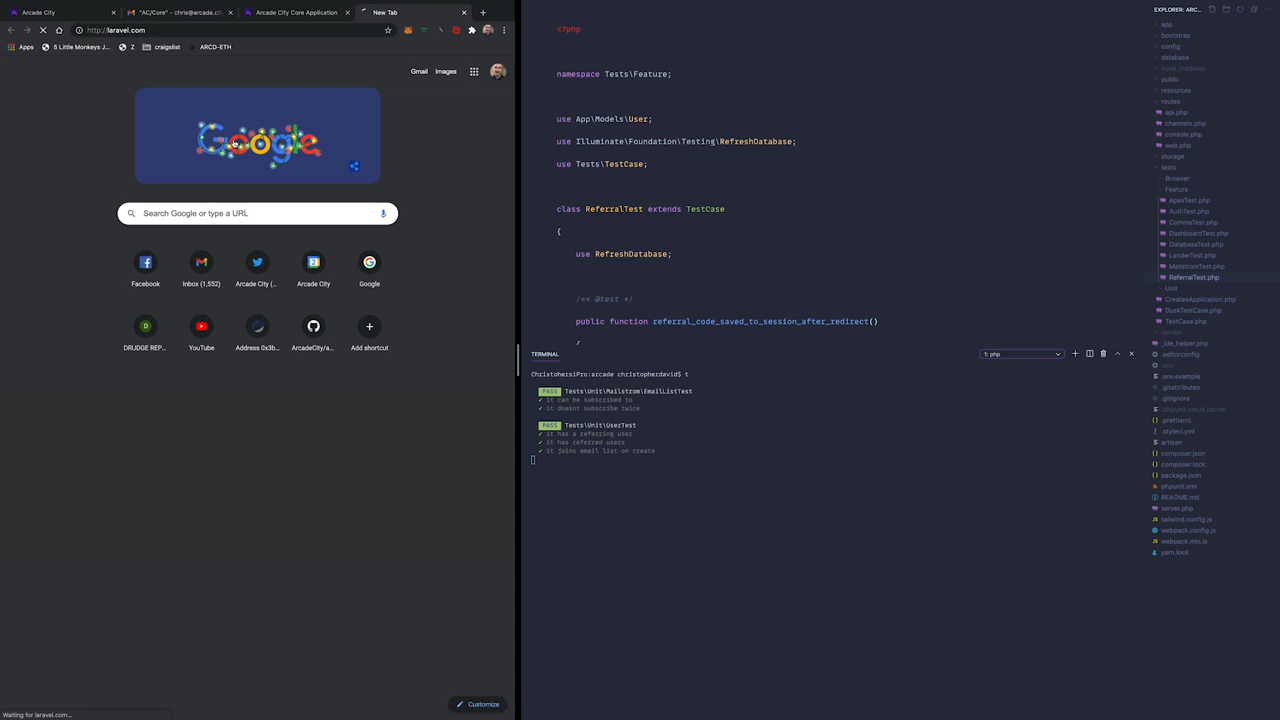 Arcade City
"AC/Core" - chris@arcade.cit
Arcade City Core Application
New Tab
http://laravel.com
Apps
5 Little Monkeys J...
Z
craigslist
ARCD-ETH
Gmail
Images
Google
Search Google or type a URL
Facebook
Inbox (1,552)
Arcade City (...
Arcade City
Google
DRUDGE REP...
YouTube
Address 0x3b...
ArcadeCity/a...
Add shortcut
Customize
Waiting for laravel.com...
<?php
namespace Tests\Feature;
use App\Models\User;
use Illuminate\Foundation\Testing\RefreshDatabase;
use Tests\TestCase;
class ReferralTest extends TestCase
{
use RefreshDatabase;
/** @test */
public function referral_code_saved_to_session_after_redirect()
{
TERMINAL
1: php
ChristohersiPro:arcade christopherdavid$ t
PASS Tests\Unit\Mailstrom\EmailListTest
✓ it can be subscribed to
✓ it doesnt subscribe twice
PASS Tests\Unit\UserTest
✓ it has a referring user
✓ it has referred users
✓ it joins email list on create
EXPLORER: ARC...
app
bootstrap
config
database
node_modules
public
resources
routes
api.php
channels.php
console.php
web.php
storage
tests
Browser
Feature
ApexTest.php
AuthTest.php
CommsTest.php
DashboardTest.php
DatabaseTest.php
LanderTest.php
MailstromTest.php
ReferralTest.php
Unit
CreatesApplication.php
DuskTestCase.php
TestCase.php
vendor
_ide_helper.php
.editorconfig
.env
.env.example
.gitattributes
.gitignore
.phpunit.result.cache
.prettierrc
.styleci.yml
artisan
composer.json
composer.lock
package.json
phpunit.xml
README.md
server.php
tailwind.config.js
webpack.config.js
webpack.mix.js
yarn.lock